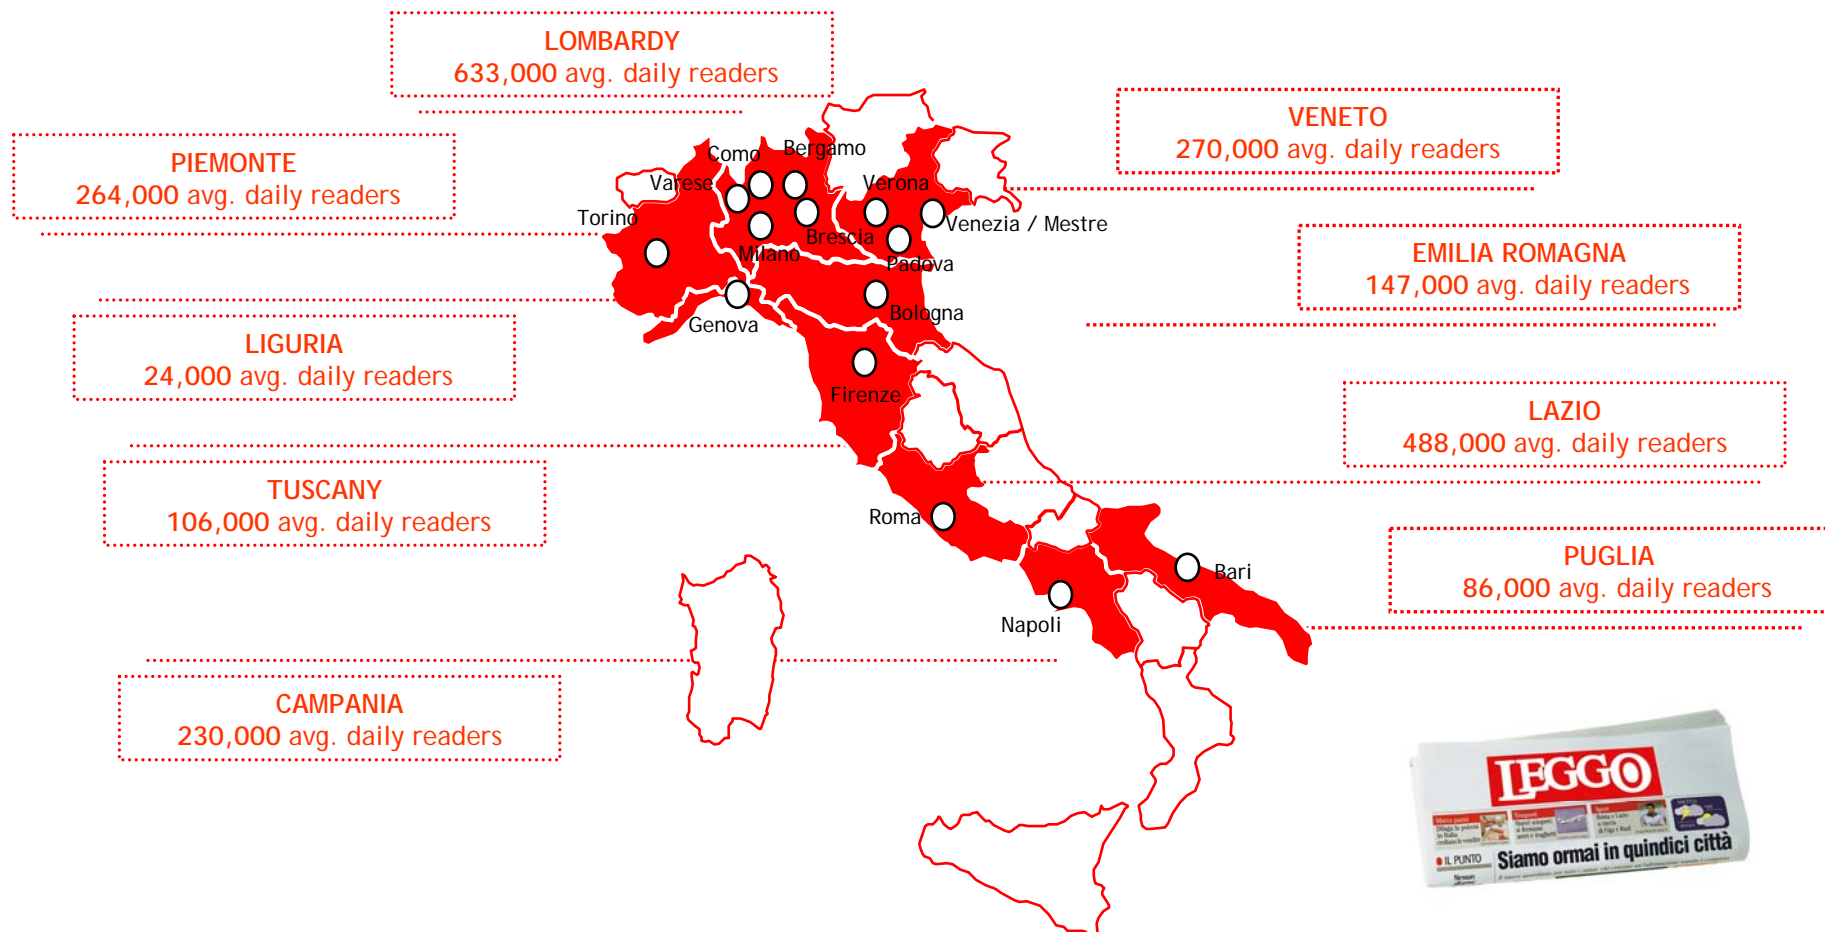 LOMBARDY
633,000 avg. daily readers
VENETO
270,000 avg. daily readers
PIEMONTE
264,000 avg. daily readers
Como
Bergamo
Varese
Verona
Torino
Venezia / Mestre
Brescia
Milano
Padova
EMILIA ROMAGNA
147,000 avg. daily readers
Genova
Bologna
LIGURIA
24,000 avg. daily readers
Firenze
LAZIO
488,000 avg. daily readers
TUSCANY
106,000 avg. daily readers
Roma
PUGLIA
86,000 avg. daily readers
Bari
Napoli
CAMPANIA
230,000 avg. daily readers
LEGGO
IL PUNTO
Siamo ormai in quindici città